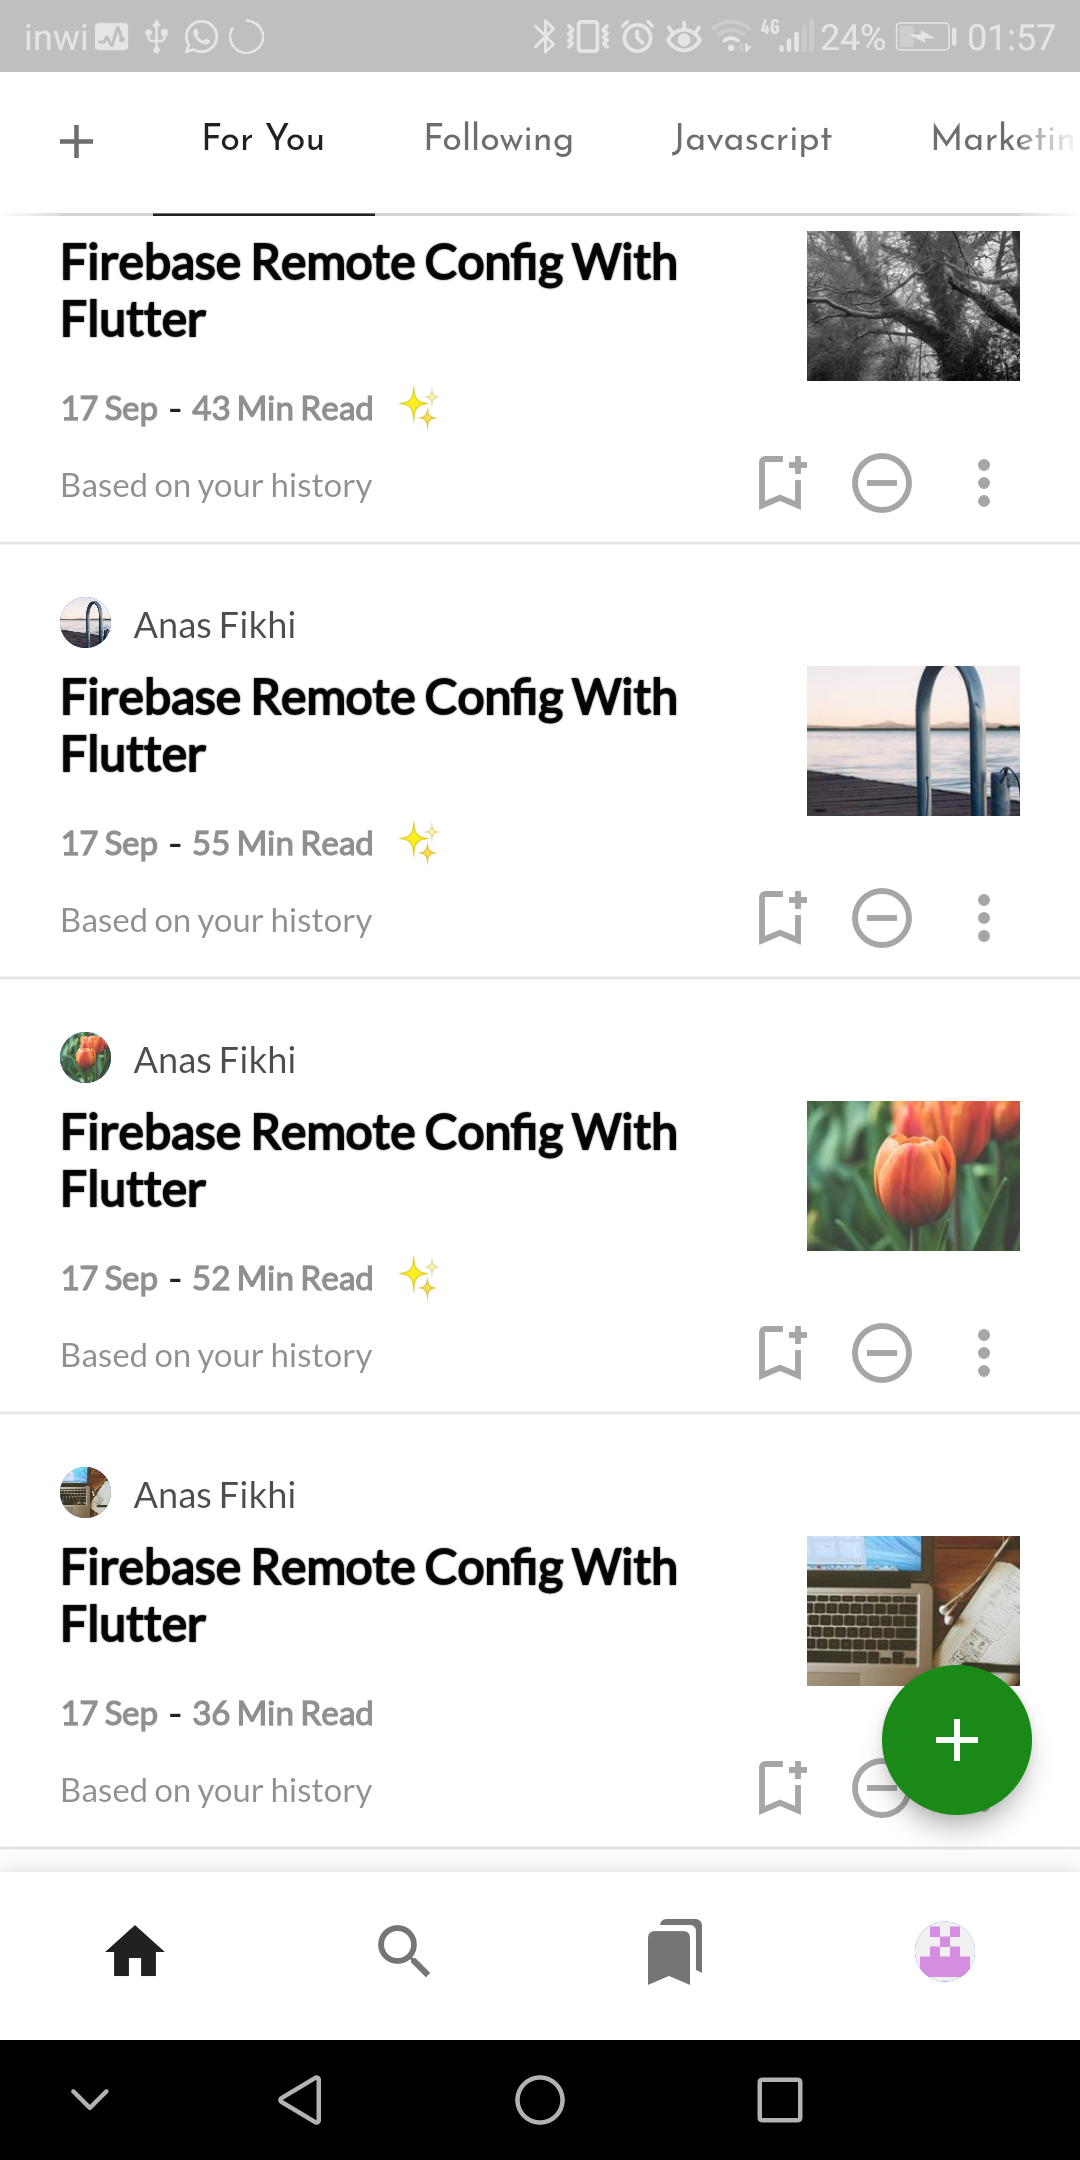 inwi 4G 24% 01:57
For You Following Javascript Marketin
Firebase Remote Config With
Flutter
17 Sep - 43 Min Read
Based on your history
Anas Fikhi
Firebase Remote Config With
Flutter
17 Sep - 55 Min Read
Based on your history
Anas Fikhi
Firebase Remote Config With
Flutter
17 Sep - 52 Min Read
Based on your history
Anas Fikhi
Firebase Remote Config With
Flutter
17 Sep - 36 Min Read
Based on your history